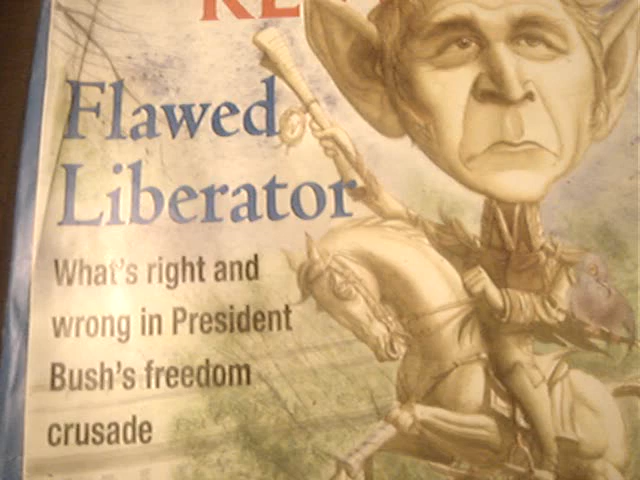 Flawed
Liberator
What's right and
wrong in President
Bush's freedom
crusade